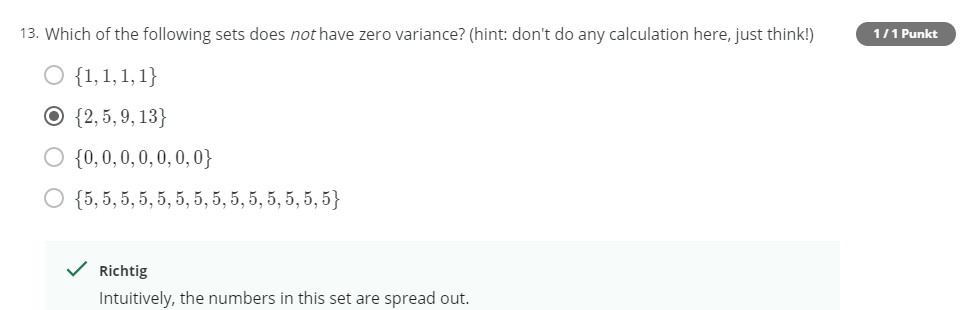 13. Which of the following sets does not have zero variance? (hint: don't do any calculation here, just think!)
1 / 1 Punkt
{1, 1, 1, 1}
{2, 5, 9, 13}
{0, 0, 0, 0, 0, 0, 0}
{5, 5, 5, 5, 5, 5, 5, 5, 5, 5, 5, 5, 5, 5}
Richtig
Intuitively, the numbers in this set are spread out.